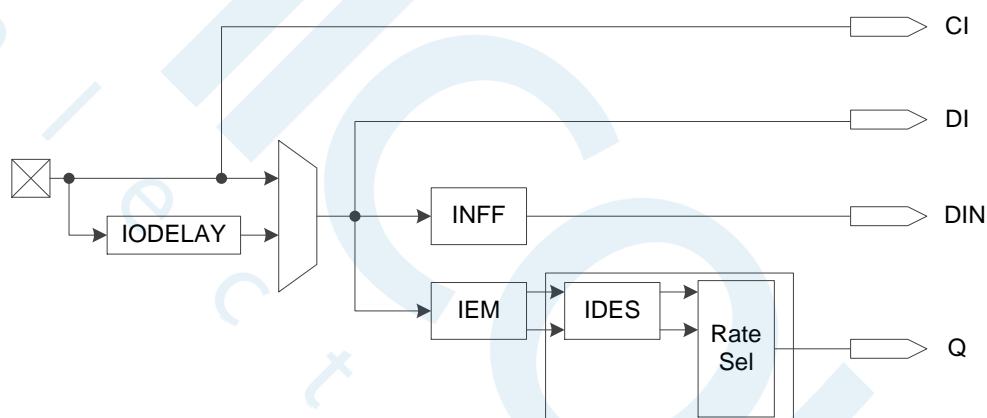 CI
DI
IODELAY
INFF
DIN
IEM
IDES
Rate
Sel
Q